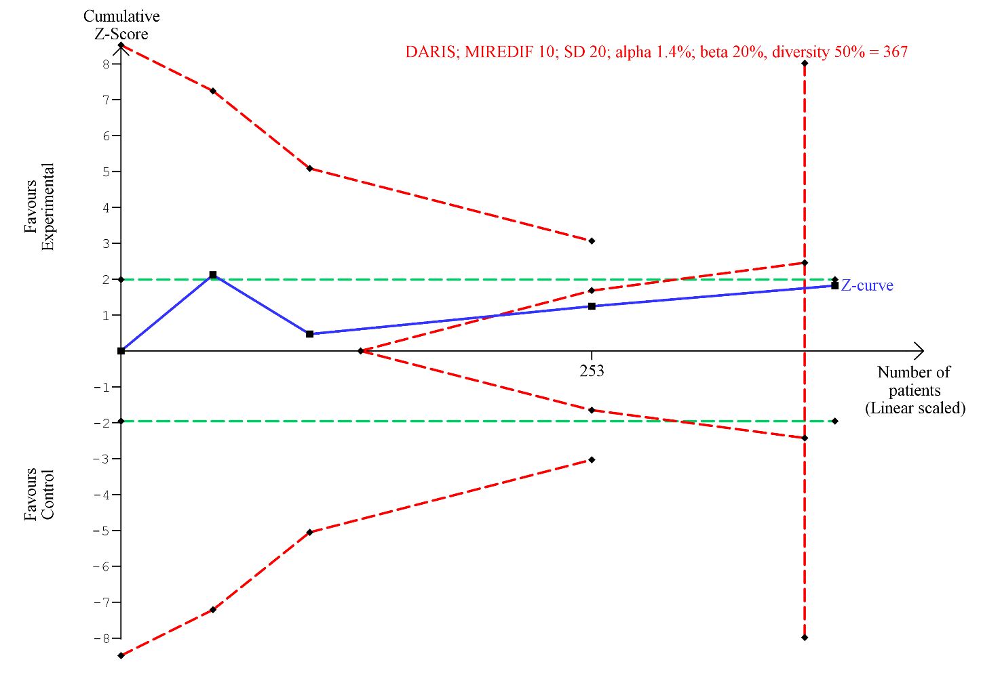 Cumulative
Z-Score
DARIS; MIREDIF 10; SD 20; alpha 1.4%; beta 20%, diversity 50% = 367
8
7
6
5
4
3
2
1
-1
-2
-3
-4
-5
-6
-7
-8
Favours
Experimental
Favours
Control
Z-curve
253
Number of
patients
(Linear scaled)